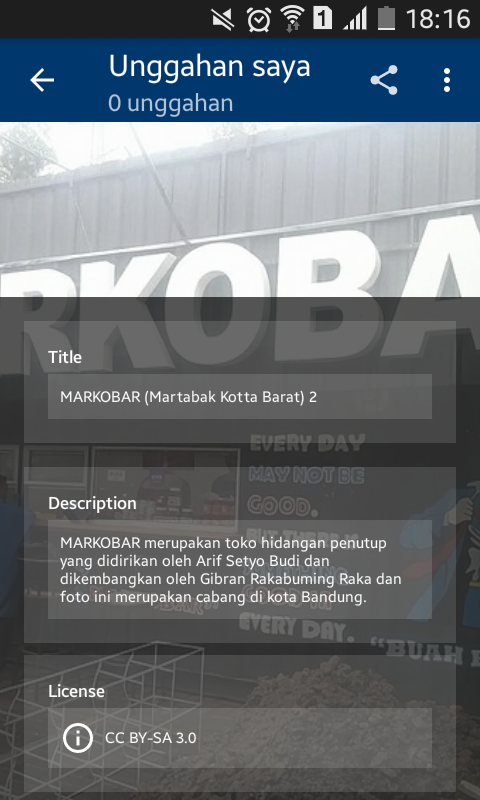 1 18:16
Unggahan saya
0 unggahan
RKOBA
Title
MARKOBAR (Martabak Kotta Barat) 2
EVERY DAY
MAY NOT BE
GOOD.
Description
MARKOBAR merupakan toko hidangan penutup
yang didirikan oleh Arif Setyo Budi dan
dikembangkan oleh Gibran Rakabuming Raka dan
foto ini merupakan cabang di kota Bandung.
EVERY DAY.
"BUAH
License
CC BY-SA 3.0